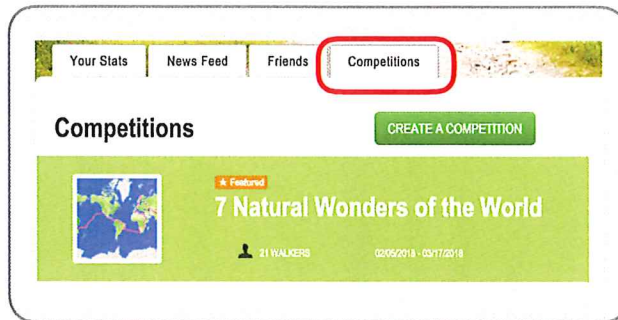 Your Stats News Feed Friends Competitions
Competitions CREATE A COMPETITION
★ Featured
7 Natural Wonders of the World
21 WALKERS 02/05/2018 - 03/17/2018